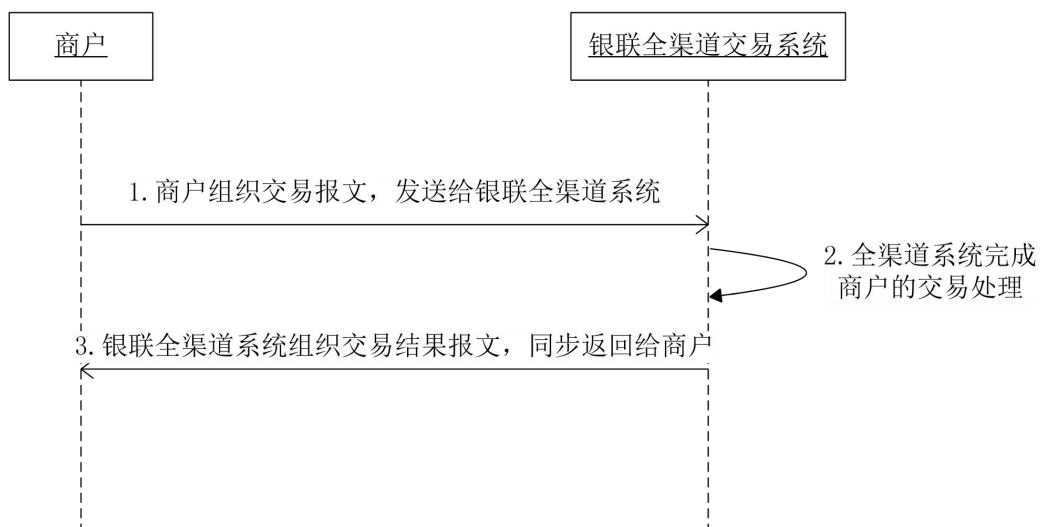 商户
银联全渠道交易系统
1.商户组织交易报文，发送给银联全渠道系统
2.全渠道系统完成
商户的交易处理
3.银联全渠道系统组织交易结果报文，同步返回给商户